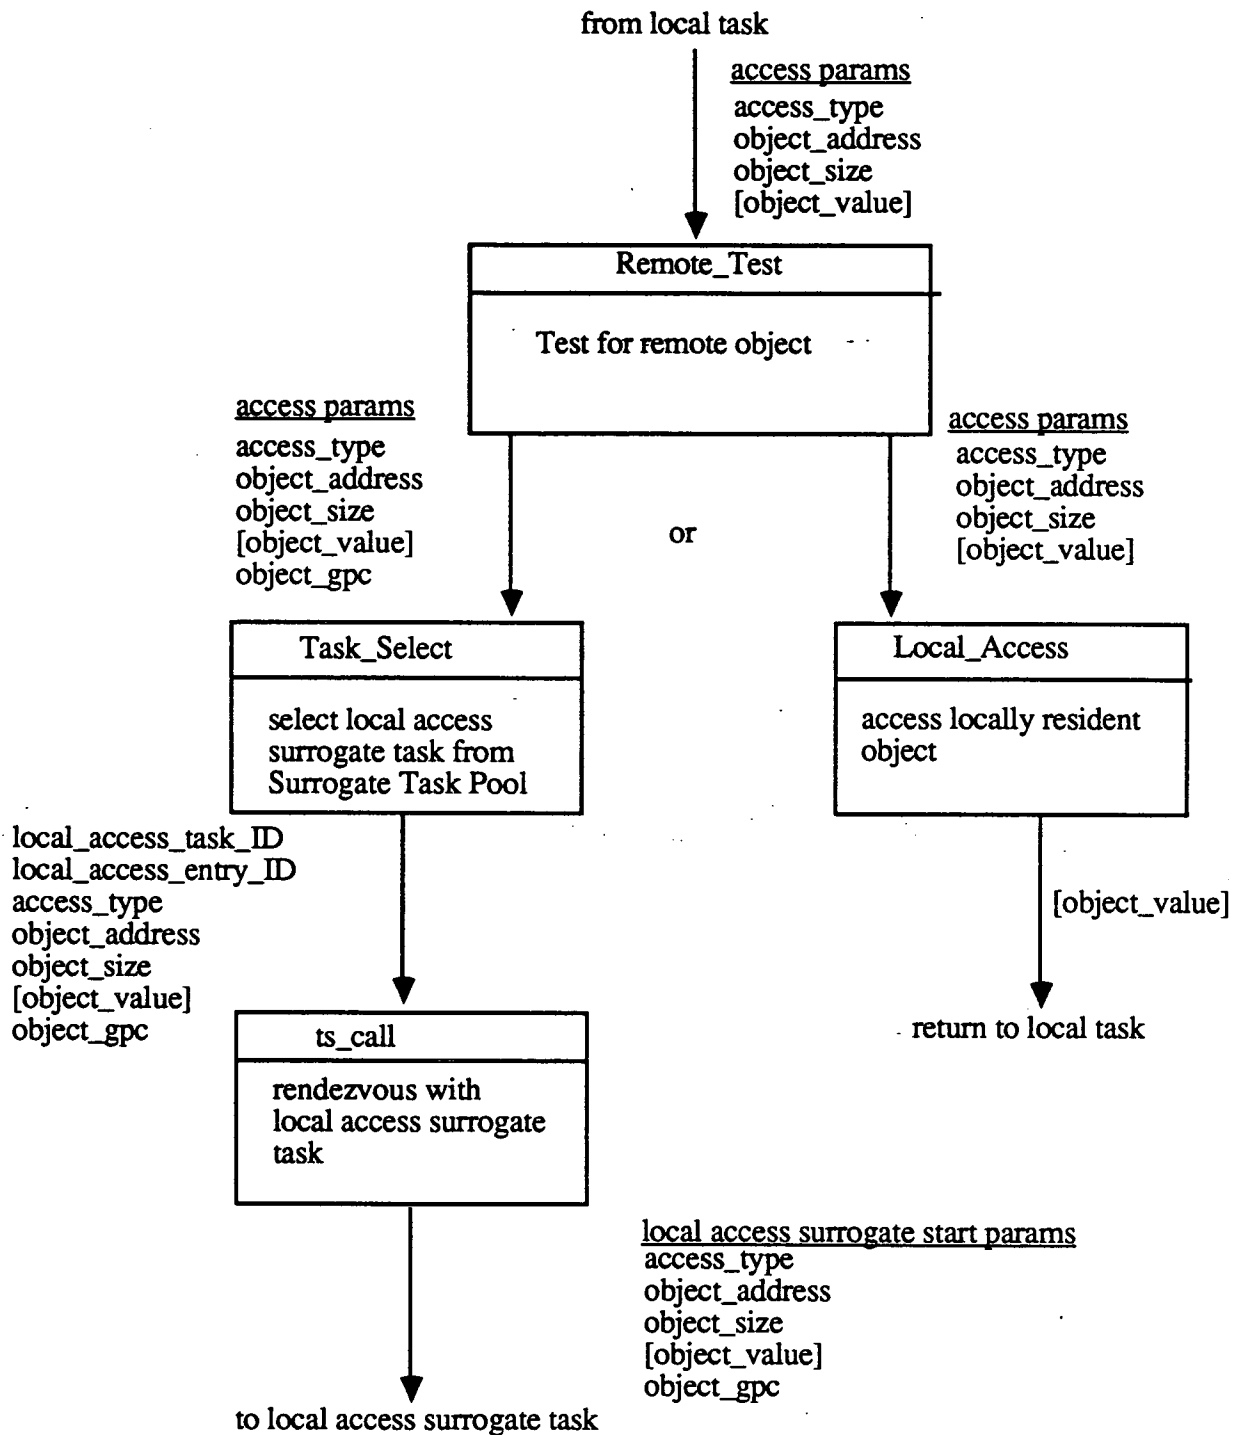 from local task
access params
access_type
object_address
object_size
[object_value]
Remote_Test
Test for remote object
access params
access_type
object_address
object_size
[object_value]
object_gpc
or
access params
access_type
object_address
object_size
[object_value]
Task_Select
select local access
surrogate task from
Surrogate Task Pool
Local_Access
access locally resident
object
local_access_task_ID
local_access_entry_ID
access_type
object_address
object_size
[object_value]
object_gpc
[object_value]
return to local task
ts_call
rendezvous with
local access surrogate
task
local access surrogate start params
access_type
object_address
object_size
[object_value]
object_gpc
to local access surrogate task